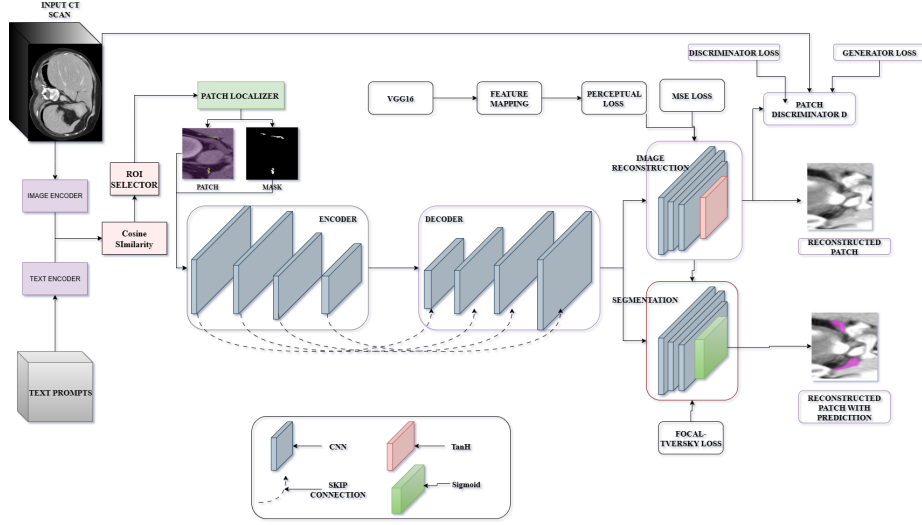 INPUT CT
SCAN
DISCRIMINATOR LOSS
GENERATOR LOSS
PATCH LOCALIZER
VGG16
FEATURE
MAPPING
PERCEPTUAL
LOSS
MSE LOSS
PATCH
DISCRIMINATOR D
ROI
SELECTOR
PATCH
MASK
IMAGE
RECONSTRUCTION
IMAGE ENCODER
Cosine
SImilarity
ENCODER
DECODER
RECONSTRUCTED
PATCH
TEXT ENCODER
SEGMENTATION
TEXT PROMPTS
RECONSTRUCTED
PATCH WITH
PREDICITION
FOCAL-
TVERSKY LOSS
CNN
TanH
SKIP
CONNECTION
Sigmoid